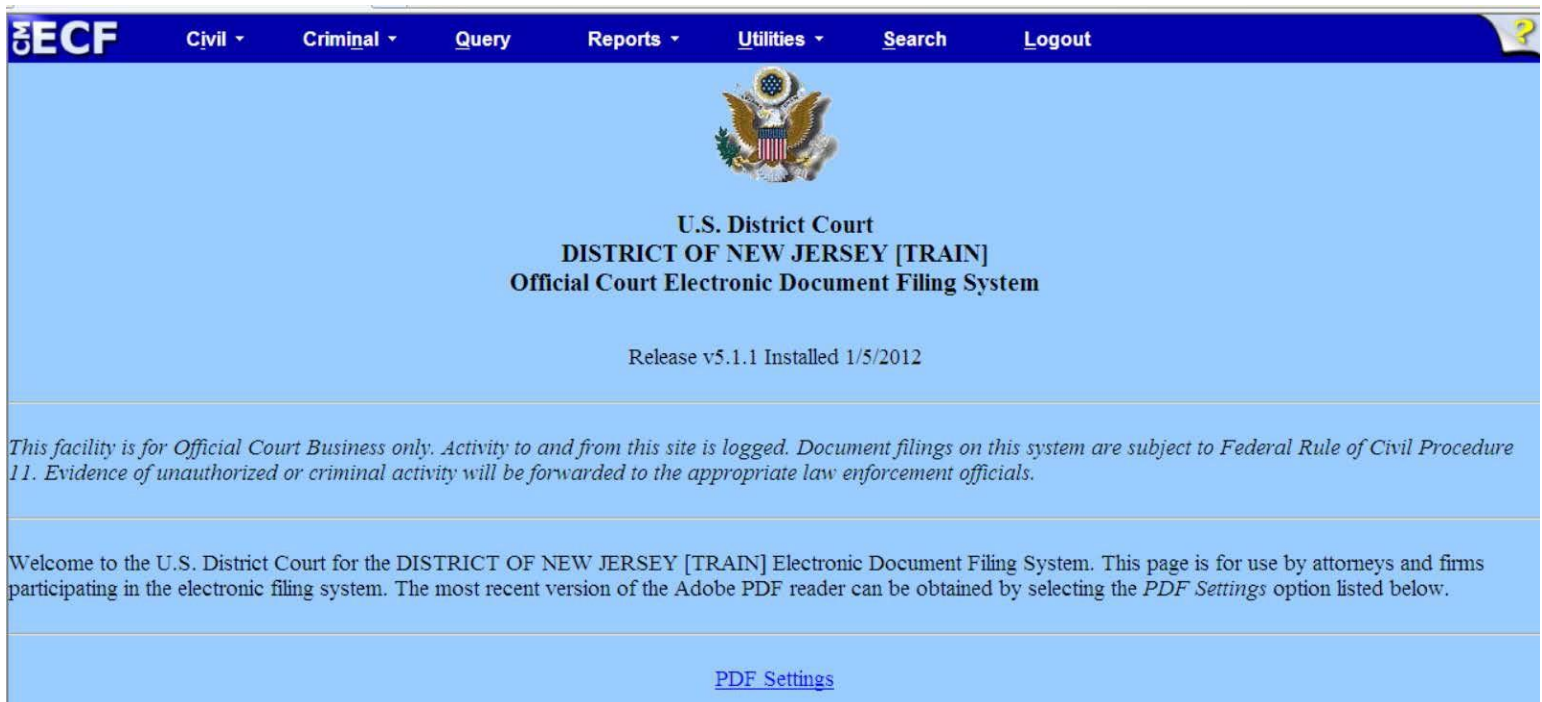 CM ECF Civil Criminal Query Reports Utilities Search Logout ?
U.S. District Court
DISTRICT OF NEW JERSEY [TRAIN]
Official Court Electronic Document Filing System
Release v5.1.1 Installed 1/5/2012
This facility is for Official Court Business only. Activity to and from this site is logged. Document filings on this system are subject to Federal Rule of Civil Procedure
11. Evidence of unauthorized or criminal activity will be forwarded to the appropriate law enforcement officials.
Welcome to the U.S. District Court for the DISTRICT OF NEW JERSEY [TRAIN] Electronic Document Filing System. This page is for use by attorneys and firms
participating in the electronic filing system. The most recent version of the Adobe PDF reader can be obtained by selecting the PDF Settings option listed below.
PDF Settings